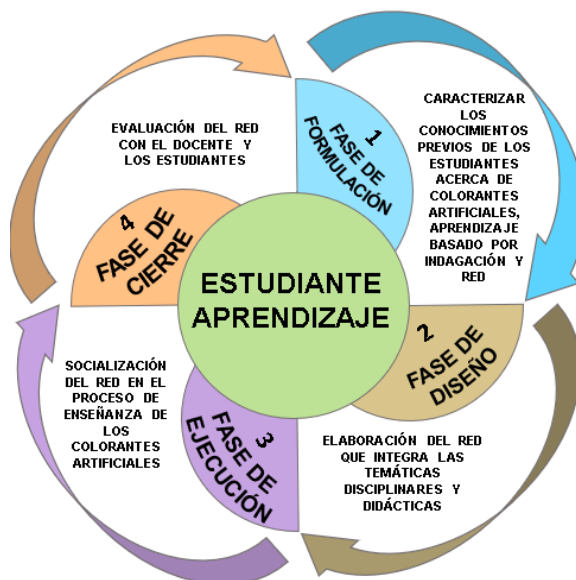 1
FASE DE
FORMULACIÓN
CARACTERIZAR
LOS
CONOCIMIENTOS
PREVIOS DE LOS
ESTUDIANTES
ACERCA DE
COLORANTES
ARTIFICIALES,
APRENDIZAJE
BASADO POR
INDAGACIÓN Y
RED
2
FASE DE
DISEÑO
ELABORACIÓN DEL RED
QUE INTEGRA LAS
TEMÁTICAS
DISCIPLINARES Y
DIDÁCTICAS
3
FASE DE
EJECUCIÓN
SOCIALIZACIÓN
DEL RED EN EL
PROCESO DE
ENSEÑANZA DE
LOS
COLORANTES
ARTIFICIALES
4
FASE DE
CIERRE
EVALUACIÓN DEL RED
CON EL DOCENTE Y
LOS ESTUDIANTES
ESTUDIANTE
APRENDIZAJE